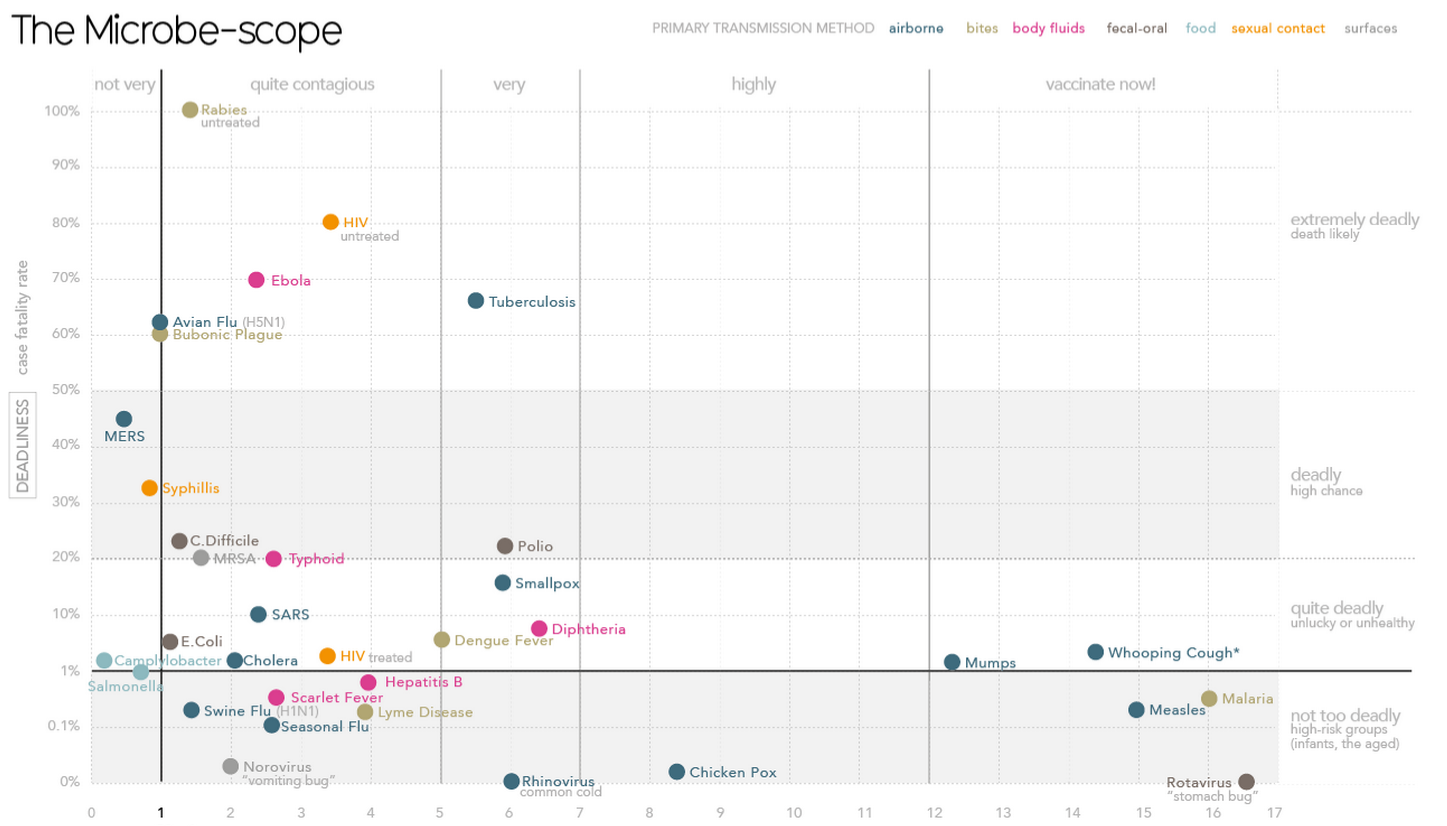 The Microbe-scope
PRIMARY TRANSMISSION METHOD airborne bites body fluids fecal-oral food sexual contact surfaces
not very quite contagious very highly vaccinate now!
100%
Rabies
untreated
90%
80%
HIV
untreated
extremely deadly
death likely
70%
Ebola
Tuberculosis
Avian Flu (H5N1)
60%
Bubonic Plague
case fatality rate
DEADLINESS
50%
MERS
40%
Syphillis
30%
deadly
high chance
C.Difficile
Polio
20%
MRSA
Typhoid
Smallpox
10%
SARS
quite deadly
unlucky or unhealthy
Diphtheria
E.Coli
Dengue Fever
Camplylobacter
Cholera
HIV treated
Mumps
Whooping Cough*
1%
Salmonella
Hepatitis B
Scarlet Fever
Malaria
Swine Flu (H1N1)
Lyme Disease
Measles
not too deadly
high-risk groups
(infants, the aged)
0.1%
Seasonal Flu
Norovirus
"vomiting bug"
Chicken Pox
0%
Rhinovirus
common cold
Rotavirus
"stomach bug"
0 1 2 3 4 5 6 7 8 9 10 11 12 13 14 15 16 17